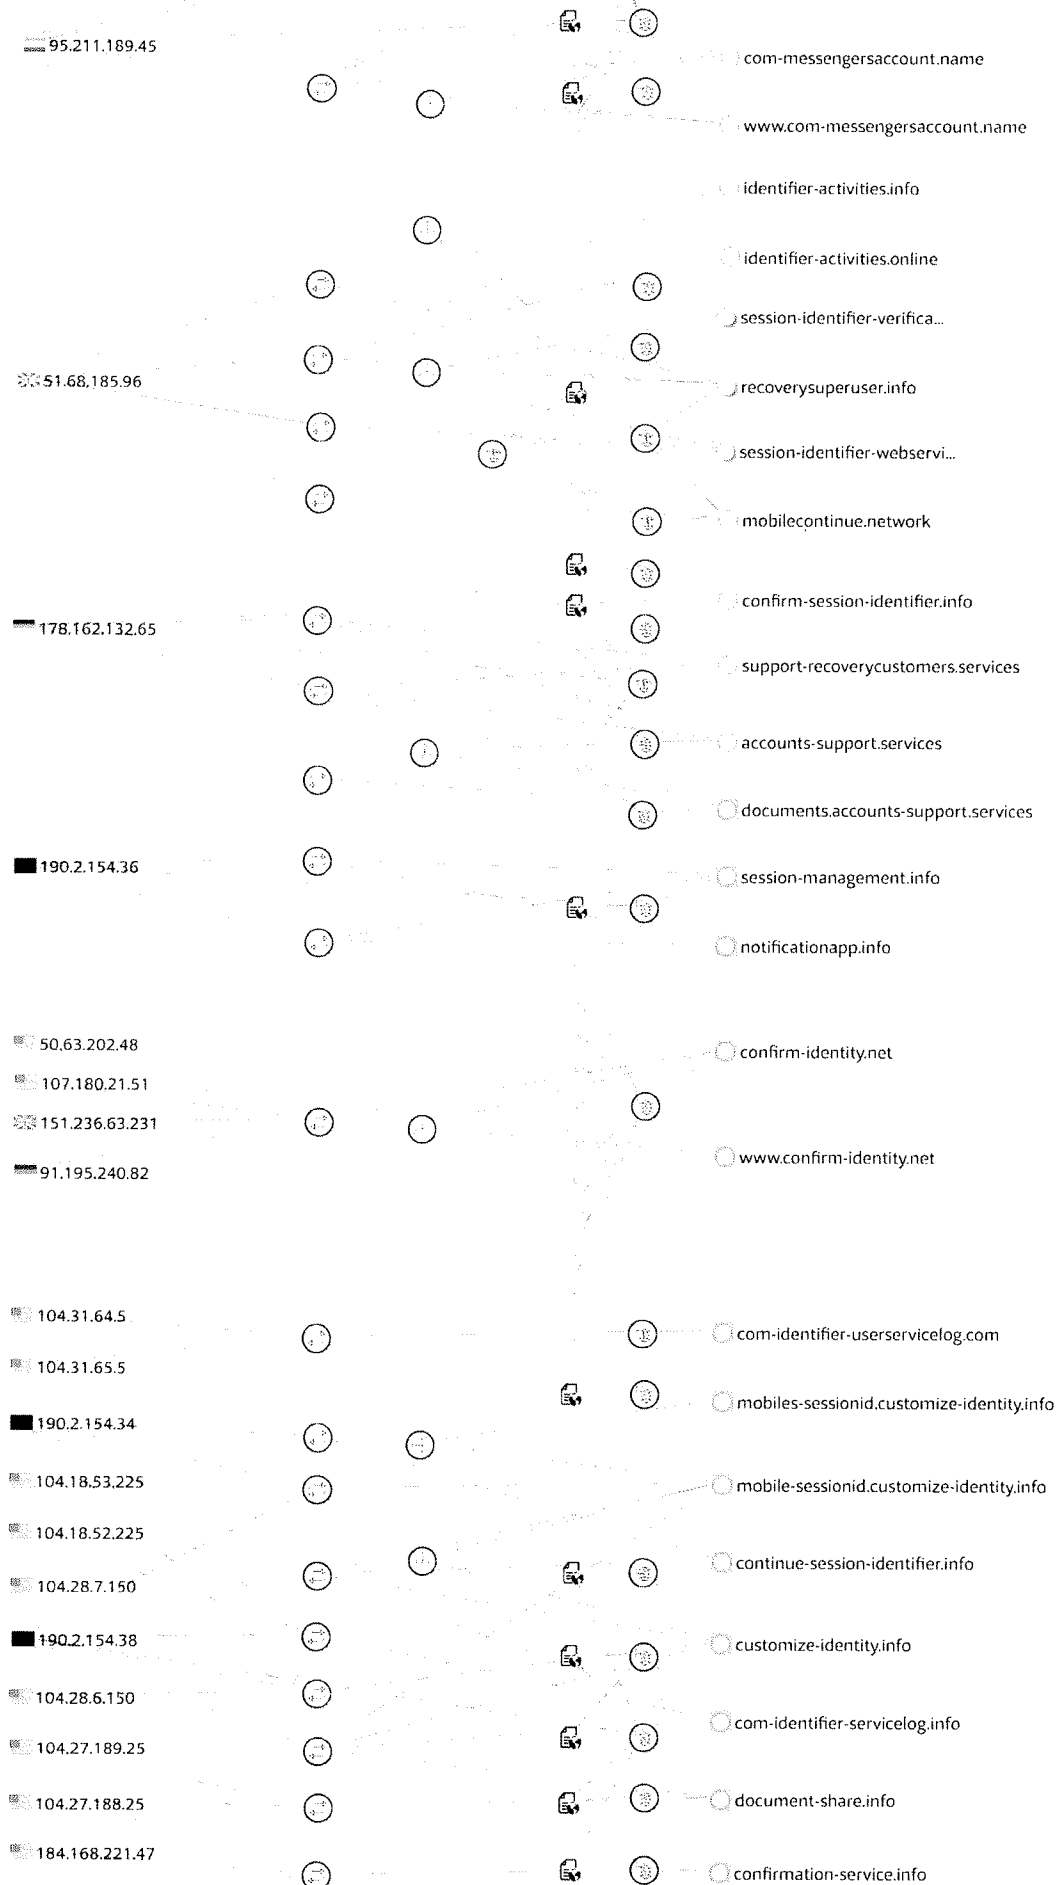 95.211.189.45
com-messengersaccount.name
www.com-messengersaccount.name
identifier-activities.info
identifier-activities.online
session-identifier-verifica...
51.68.185.96
recoverysuperuser.info
session-identifier-webservi...
mobilecontinue.network
confirm-session-identifier.info
178.162.132.65
support-recoverycustomers.services
accounts-support.services
documents.accounts-support.services
190.2.154.36
session-management.info
notificationapp.info
50.63.202.48
confirm-identity.net
107.180.21.51
151.236.63.231
www.confirm-identity.net
91.195.240.82
104.31.64.5
com-identifier-userservicelog.com
104.31.65.5
mobiles-sessionid.customize-identity.info
190.2.154.34
104.18.53.225
mobile-sessionid.customize-identity.info
104.18.52.225
continue-session-identifier.info
104.28.7.150
190.2.154.38
customize-identity.info
104.28.6.150
com-identifier-servicelog.info
104.27.189.25
104.27.188.25
document-share.info
184.168.221.47
confirmation-service.info